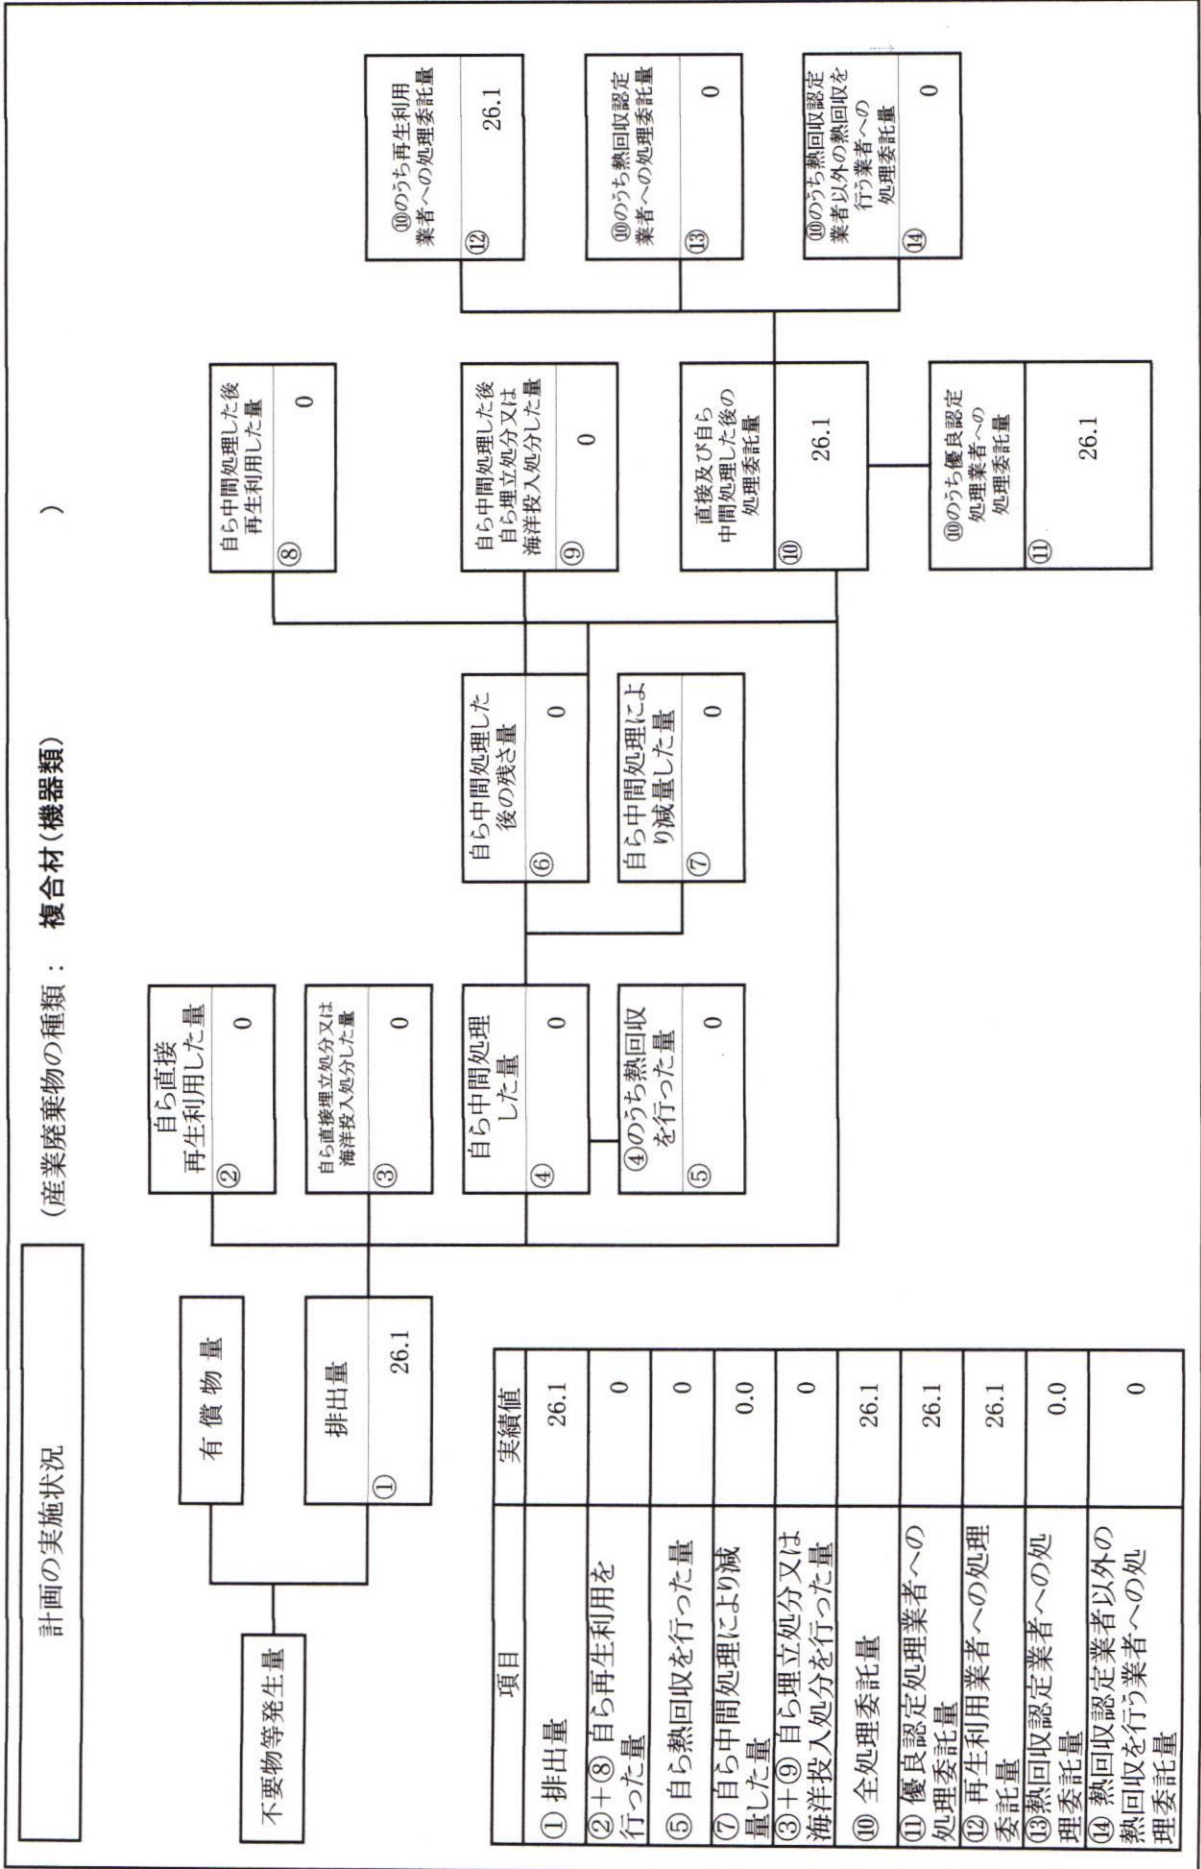 計画の実施状況
(産業廃棄物の種類： 複合材(機器類) )
不要物等発生量
有 償 物 量
排出量
① 26.1
自ら直接
再生利用した量
② 0
自ら直接埋立処分又は
海洋投入処分した量
③ 0
自ら中間処理
した量
④ 0
④のうち熱回収
を行った量
⑤ 0
自ら中間処理した
後の残さ量
⑥ 0
自ら中間処理によ
り減量した量
⑦ 0
自ら中間処理した後
再生利用した量
⑧ 0
自ら中間処理した後
自ら埋立処分又は
海洋投入処分した量
⑨ 0
直接及び自ら
中間処理した後の
処理委託量
⑩ 26.1
⑩のうち優良認定
処理業者への
処理委託量
⑪ 26.1
⑩のうち再生利用
業者への処理委託量
⑫ 26.1
⑩のうち熱回収認定
業者への処理委託量
⑬ 0
⑩のうち熱回収認定
業者以外の熱回収を
行う業者への
処理委託量
⑭ 0
項目 実績値
① 排出量 26.1
②＋⑧ 自ら再生利用を
行った量 0
⑤ 自ら熱回収を行った量 0
⑦ 自ら中間処理により減
量した量 0.0
③＋⑨ 自ら埋立処分又は
海洋投入処分を行った量 0
⑩ 全処理委託量 26.1
⑪ 優良認定処理業者への
処理委託量 26.1
⑫ 再生利用業者への処理
委託量 26.1
⑬熱回収認定業者への処
理委託量 0.0
⑭ 熱回収認定業者以外の
熱回収を行う業者への処
理委託量 0